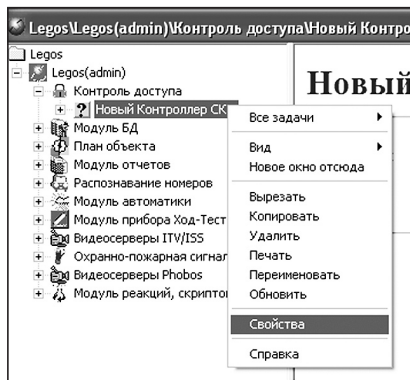 Legos\Legos(admin)\Контроль доступа\Новый Контро
Legos
Legos(admin)
Контроль доступа
Новый Контроллер СК
Модуль БД
План объекта
Модуль отчетов
Распознавание номеров
Модуль автоматики
Модуль прибора Ход-Тест
Видеосерверы ITV/ISS
Охранно-пожарная сигнал
Видеосерверы Phobos
Модуль реакций, скриптов
Новый
Все задачи
Вид
Новое окно отсюда
Вырезать
Копировать
Удалить
Печать
Переименовать
Обновить
Свойства
Справка